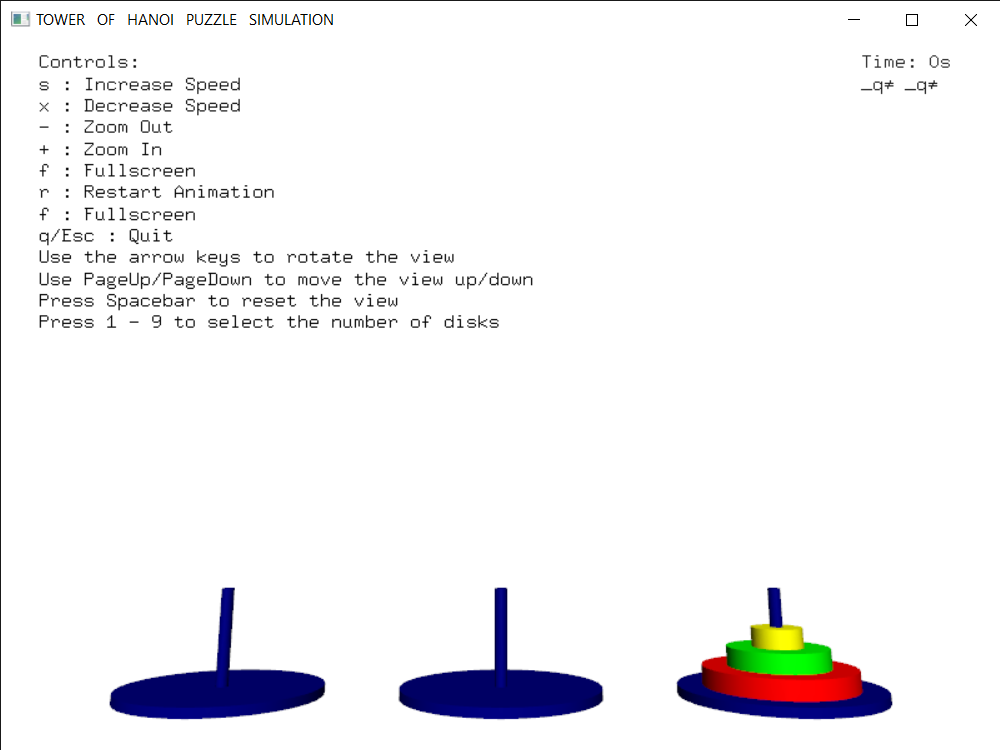 TOWER OF HANOI PUZZLE SIMULATION
Controls:
s : Increase Speed
x : Decrease Speed
- : Zoom Out
+ : Zoom In
f : Fullscreen
r : Restart Animation
f : Fullscreen
q/Esc : Quit
Use the arrow keys to rotate the view
Use PageUp/PageDown to move the view up/down
Press Spacebar to reset the view
Press 1 - 9 to select the number of disks
Time: 0s
_q≠ _q≠